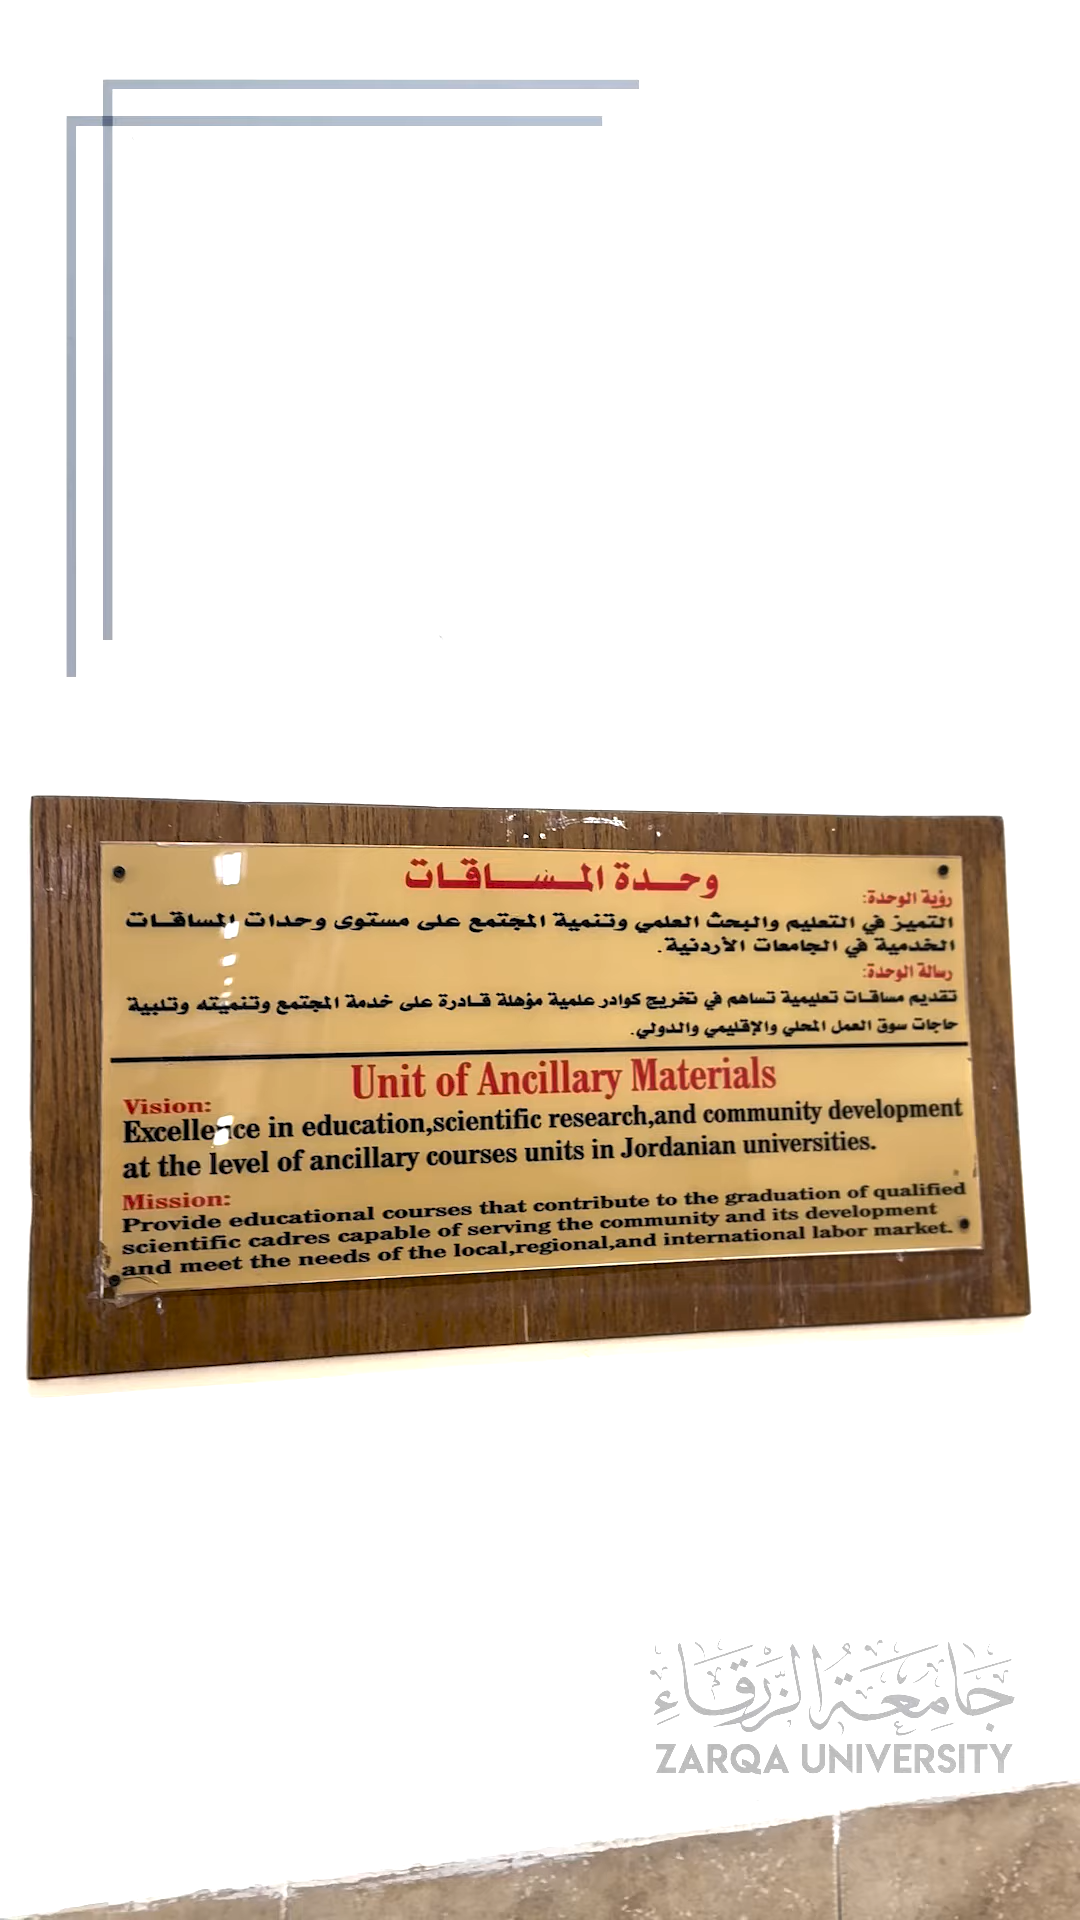 وحدة المساقات
رؤية الوحدة:
التميز في التعليم والبحث العلمي وتنمية المجتمع على مستوى وحدات المساقات
الخدمية في الجامعات الأردنية.
رسالة الوحدة:
تقديم مساقات تعليمية تساهم في تخريج كوادر علمية مؤهلة قادرة على خدمة المجتمع وتنميته وتلبية
حاجات سوق العمل المحلي والإقليمي والدولي.
Unit of Ancillary Materials
Vision:
Excellence in education,scientific research,and community development
at the level of ancillary courses units in Jordanian universities.
Mission:
Provide educational courses that contribute to the graduation of qualified
scientific cadres capable of serving the community and its development
and meet the needs of the local,regional,and international labor market.
جَامِعَةُ الزَّرْقَاءِ
ZARQA UNIVERSITY